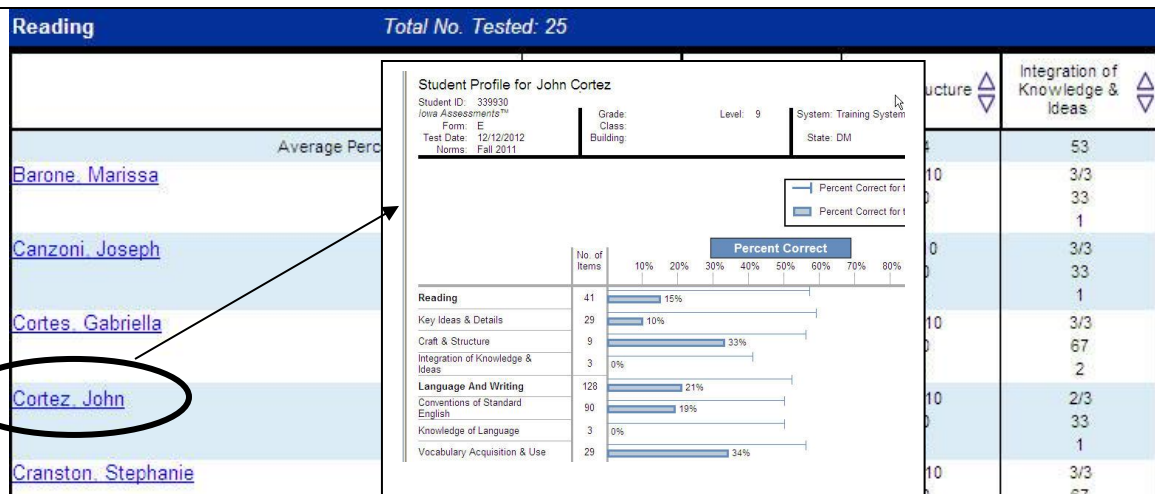 Reading Total No. Tested: 25
ucture
Integration of
Knowledge &
Ideas
Average Perc 4 53
Barone, Marissa 10 3/3
33
1
Canzoni, Joseph 0 3/3
33
1
Cortes, Gabriella 10 3/3
67
2
Cortez, John 10 2/3
33
1
Cranston, Stephanie 10 3/3
67
Student Profile for John Cortez
Student ID: 339930
Iowa Assessments™
Form: E
Test Date: 12/12/2012
Norms: Fall 2011
Grade:
Class:
Building:
Level: 9
System: Training System
State: DM
Percent Correct for t
Percent Correct for t
Percent Correct
No. of
Items
10% 20% 30% 40% 50% 60% 70% 80%
Reading 41 15%
Key Ideas & Details 29 10%
Craft & Structure 9 33%
Integration of Knowledge &
Ideas 3 0%
Language And Writing 128 21%
Conventions of Standard
English 90 19%
Knowledge of Language 3 0%
Vocabulary Acquisition & Use 29 34%